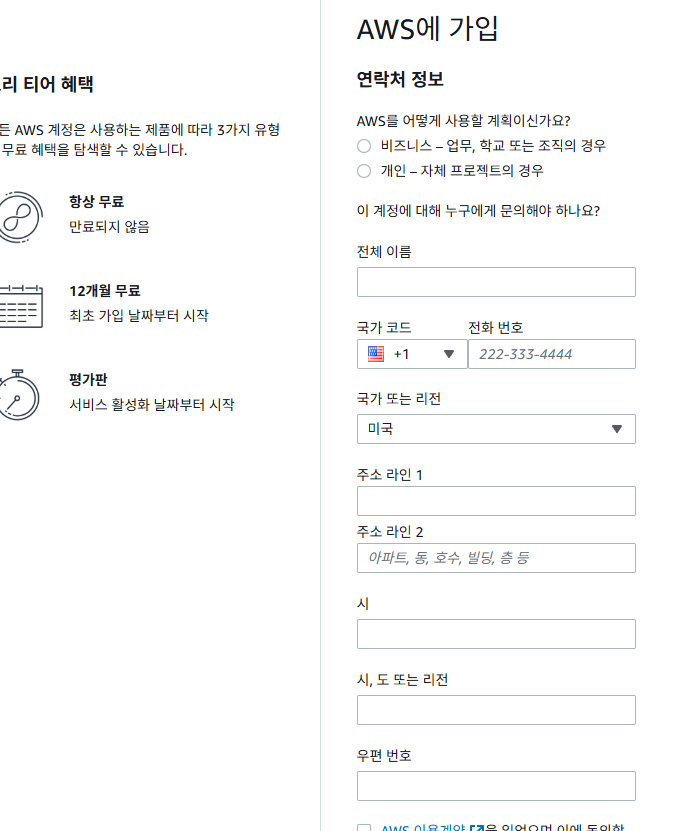 리 티어 혜택
든 AWS 계정은 사용하는 제품에 따라 3가지 유형
무료 혜택을 탐색할 수 있습니다.
항상 무료
만료되지 않음
12개월 무료
최초 가입 날짜부터 시작
평가판
서비스 활성화 날짜부터 시작
AWS에 가입
연락처 정보
AWS를 어떻게 사용할 계획이신가요?
비즈니스 – 업무, 학교 또는 조직의 경우
개인 – 자체 프로젝트의 경우
이 계정에 대해 누구에게 문의해야 하나요?
전체 이름
국가 코드 전화 번호
+1 222-333-4444
국가 또는 리전
미국
주소 라인 1
주소 라인 2
아파트, 동, 호수, 빌딩, 층 등
시
시, 도 또는 리전
우편 번호
AWS 이용계약 을 읽었으며 이에 동의함